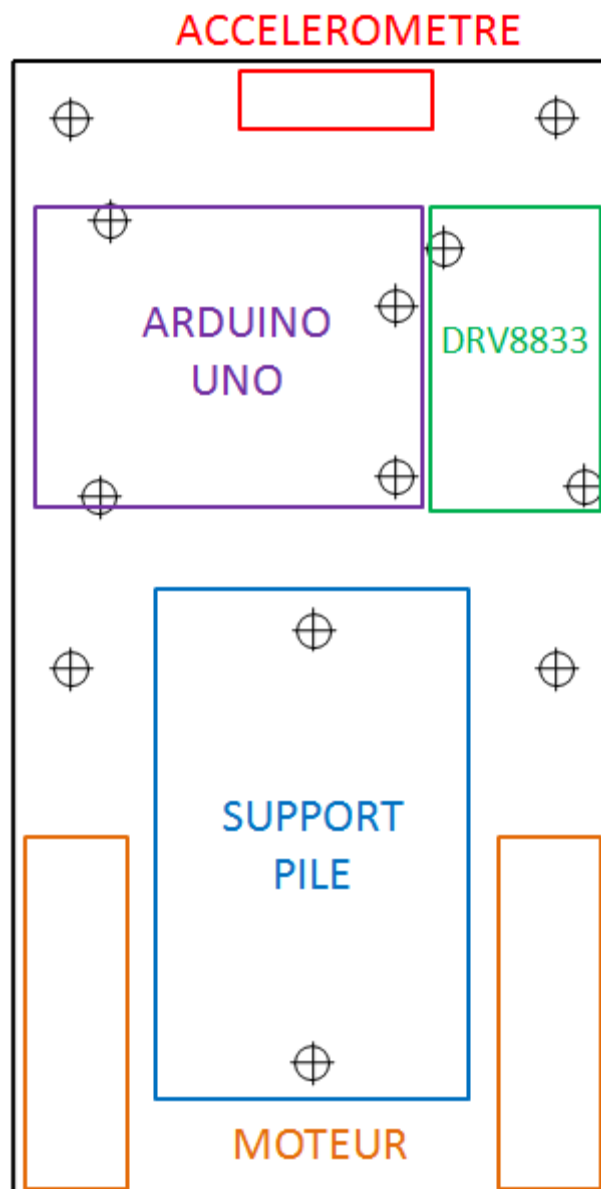 ACCELEROMETRE
ARDUINO
UNO
DRV8833
SUPPORT
PILE
MOTEUR